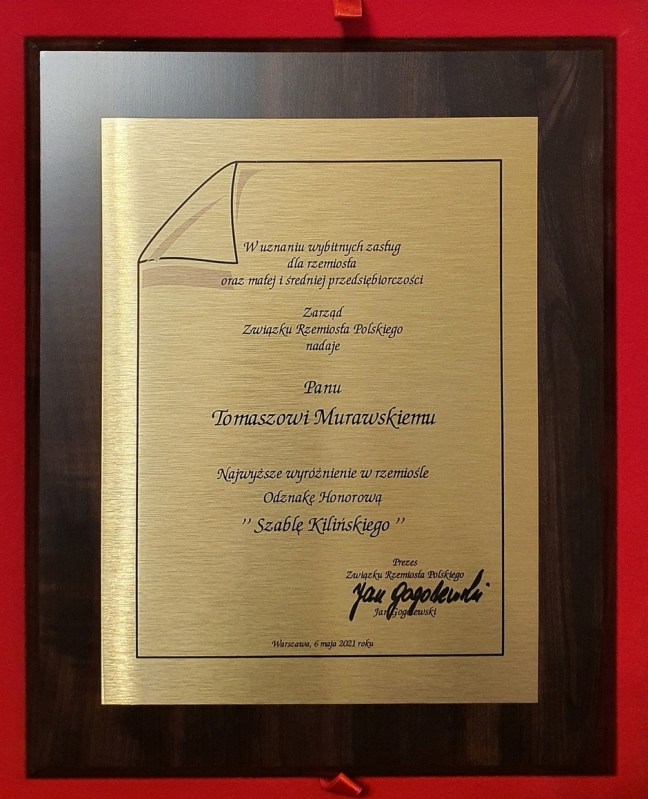 W uznaniu wybitnych zasług
dla rzemiosła
oraz małej i średniej przedsiębiorczości
Zarząd
Związku Rzemiosła Polskiego
nadaje
Panu
Tomaszowi Murawskiemu
Najwyższe wyróżnienie w rzemiośle
Odznakę Honorową
’’ Szablę Kilińskiego ’’
Prezes
Związku Rzemiosła Polskiego
Jan Gogolewski
Jan Gogolewski
Warszawa, 6 maja 2021 roku